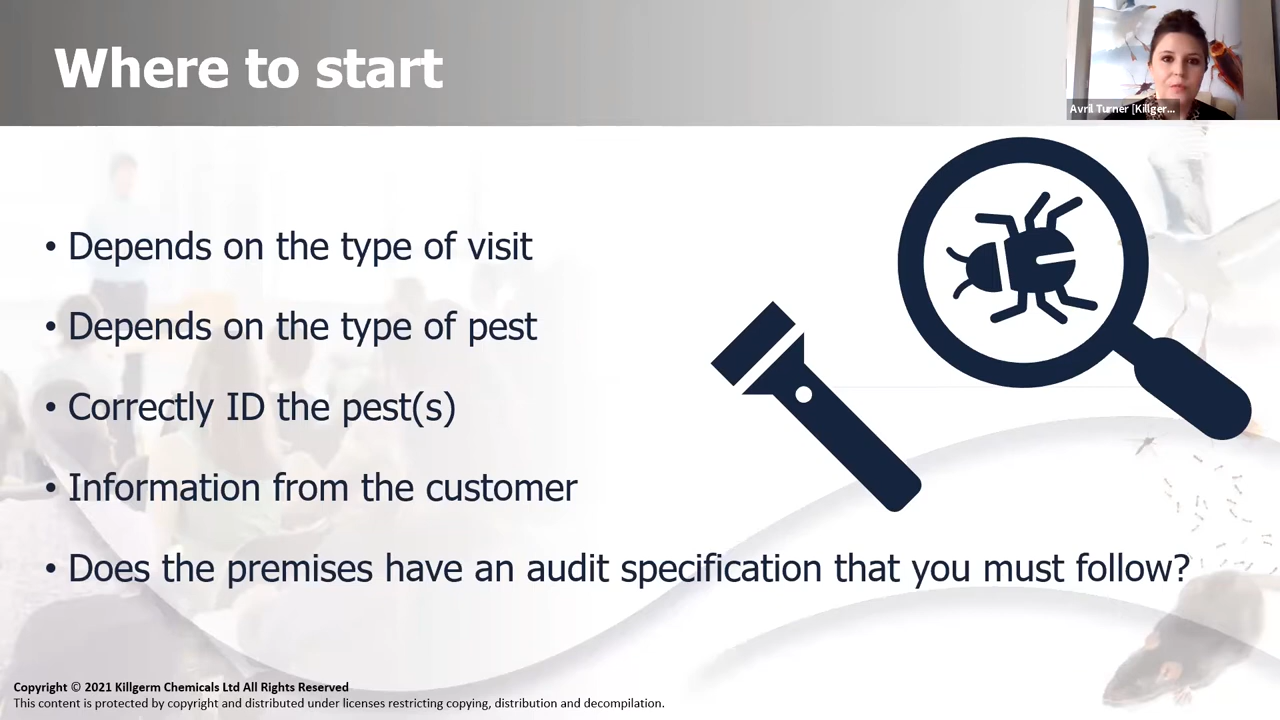 Where to start
Avril Turner [Killger...
• Depends on the type of visit
• Depends on the type of pest
• Correctly ID the pest(s)
• Information from the customer
• Does the premises have an audit specification that you must follow?
Copyright © 2021 Killgerm Chemicals Ltd All Rights Reserved
This content is protected by copyright and distributed under licenses restricting copying, distribution and decompilation.